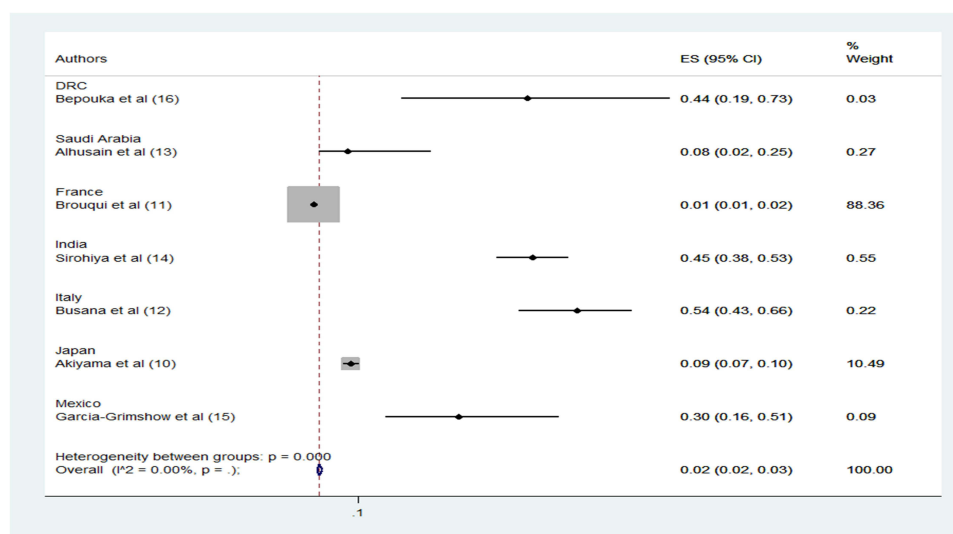 Authors ES (95% CI) % Weight
DRC
Bepouka et al (16) 0.44 (0.19, 0.73) 0.03
Saudi Arabia
Alhusain et al (13) 0.08 (0.02, 0.25) 0.27
France
Brouqui et al (11) 0.01 (0.01, 0.02) 88.36
India
Sirohiya et al (14) 0.45 (0.38, 0.53) 0.55
Italy
Busana et al (12) 0.54 (0.43, 0.66) 0.22
Japan
Akiyama et al (10) 0.09 (0.07, 0.10) 10.49
Mexico
Garcia-Grimshow et al (15) 0.30 (0.16, 0.51) 0.09
Heterogeneity between groups: p = 0.000
Overall (I^2 = 0.00%, p = .); 0.02 (0.02, 0.03) 100.00
.1